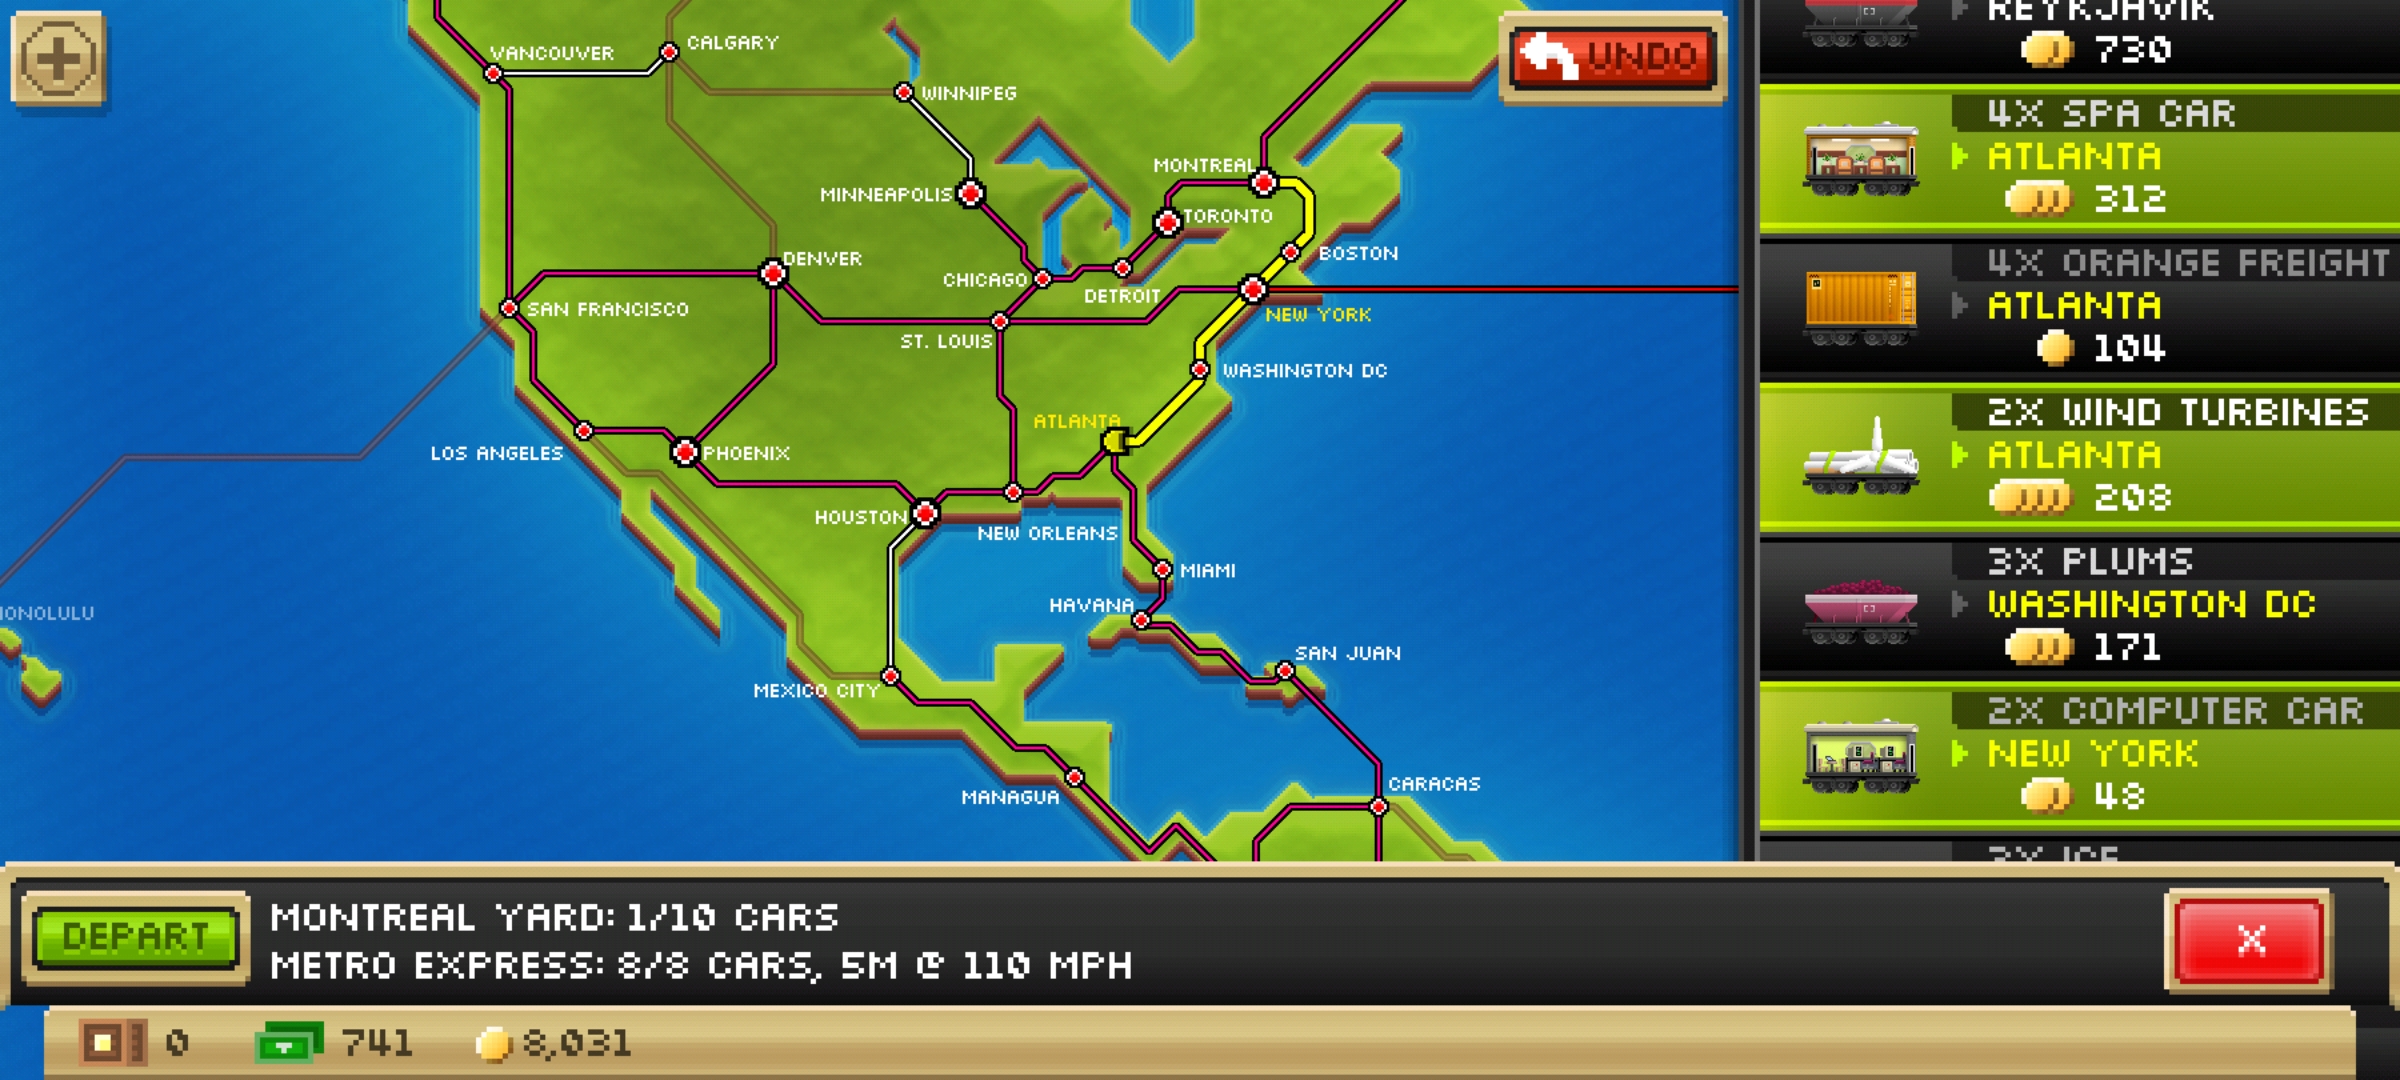 VANCOUVER
CALGARY
WINNIPEG
MINNEAPOLIS
MONTREAL
TORONTO
BOSTON
DENVER
CHICAGO
DETROIT
SAN FRANCISCO
NEW YORK
ST. LOUIS
WASHINGTON DC
ATLANTA
LOS ANGELES
PHOENIX
HOUSTON
NEW ORLEANS
MIAMI
HAVANA
SAN JUAN
MEXICO CITY
MANAGUA
CARACAS
UNDO
REYKJAVIK
730
4X SPA CAR
ATLANTA
312
4X ORANGE FREIGHT
ATLANTA
104
2X WIND TURBINES
ATLANTA
208
3X PLUMS
WASHINGTON DC
171
2X COMPUTER CAR
NEW YORK
48
DEPART
MONTREAL YARD: 1/10 CARS
METRO EXPRESS: 8/8 CARS, 5M @ 110 MPH
X
0
741
8,031